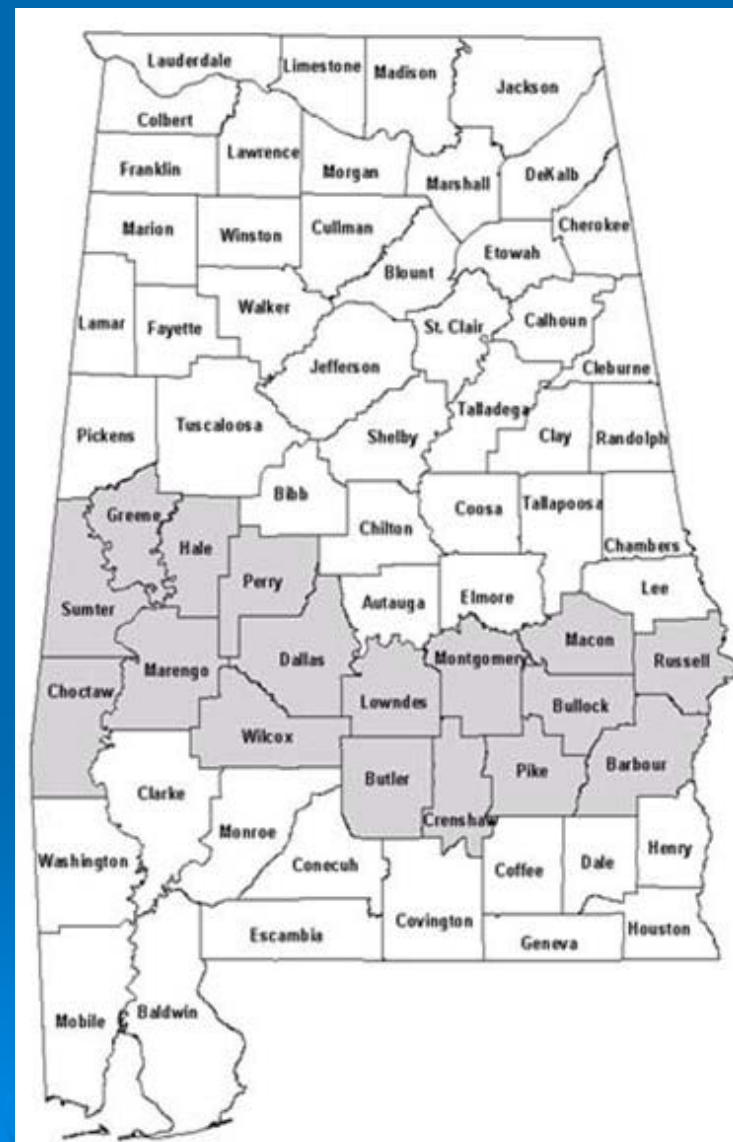 Lauderdale
Limestone
Madison
Jackson
Colbert
Lawrence
Franklin
Morgan
Marshall
DeKalb
Marion
Winston
Cullman
Cherokee
Etowah
Blount
Lamar
Fayette
Walker
St. Clair
Calhoun
Jefferson
Cleburne
Pickens
Tuscaloosa
Talladega
Shelby
Clay
Randolph
Bibb
Greene
Coosa
Tallapoosa
Chilton
Hale
Chambers
Perry
Sumter
Autauga
Elmore
Lee
Macon
Dallas
Marengo
Montgomery
Russell
Choctaw
Lowndes
Bullock
Wilcox
Butler
Pike
Barbour
Clarke
Crenshaw
Monroe
Washington
Conecuh
Coffee
Dale
Henry
Escambia
Covington
Geneva
Houston
Mobile
Baldwin